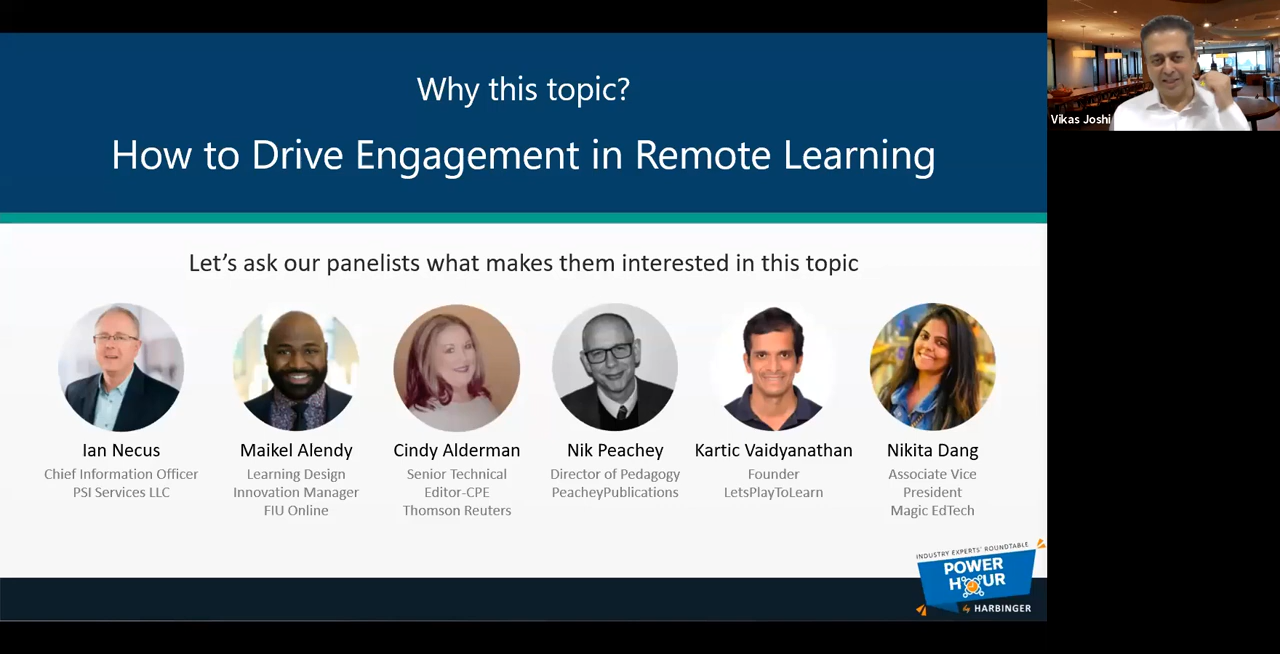 Why this topic?
How to Drive Engagement in Remote Learning
Vikas Joshi
Let's ask our panelists what makes them interested in this topic
Ian Necus
Chief Information Officer
PSI Services LLC
Maikel Alendy
Learning Design
Innovation Manager
FIU Online
Cindy Alderman
Senior Technical
Editor-CPE
Thomson Reuters
Nik Peachey
Director of Pedagogy
PeacheyPublications
Kartic Vaidyanathan
Founder
LetsPlayToLearn
Nikita Dang
Associate Vice
President
Magic EdTech
INDUSTRY EXPERTS' ROUNDTABLE
POWER
HOUR
by HARBINGER